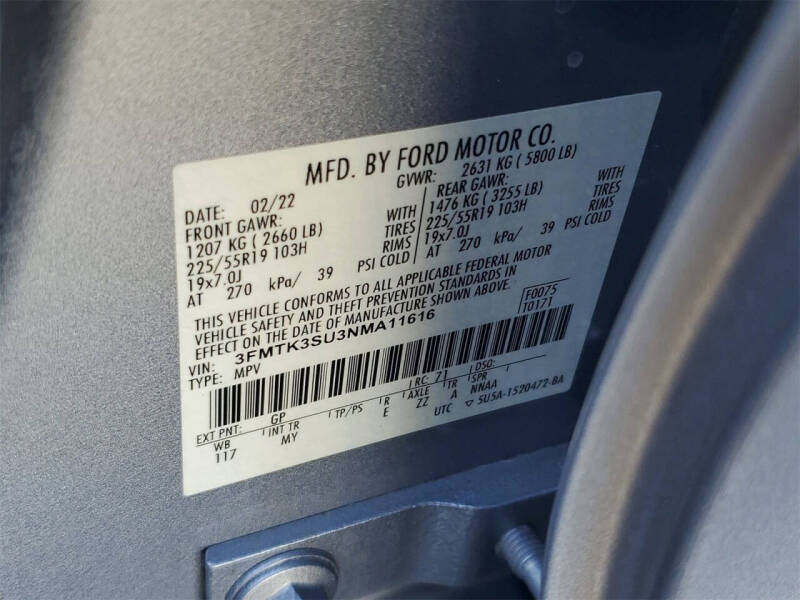 MFD. BY FORD MOTOR CO.
DATE: 02/22 GVWR: 2631 KG ( 5800 LB)
FRONT GAWR: REAR GAWR:
1207 KG ( 2660 LB) WITH 1476 KG ( 3255 LB) WITH
225/55R19 103H TIRES 225/55R19 103H TIRES
19x7.0J RIMS 19x7.0J RIMS
AT 270 kPa/ 39 PSI COLD AT 270 kPa/ 39 PSI COLD
THIS VEHICLE CONFORMS TO ALL APPLICABLE FEDERAL MOTOR
VEHICLE SAFETY AND THEFT PREVENTION STANDARDS IN
EFFECT ON THE DATE OF MANUFACTURE SHOWN ABOVE.
F0075
T0171
VIN: 3FMTK3SU3NMA11616
TYPE: MPV
EXT PNT: GP RC: 71 DSO:
WB INT TR TP/PS R AXLE TR SPR
117 MY E ZZ A NNAA
UTC ▽ 5U5A-1520472-BA